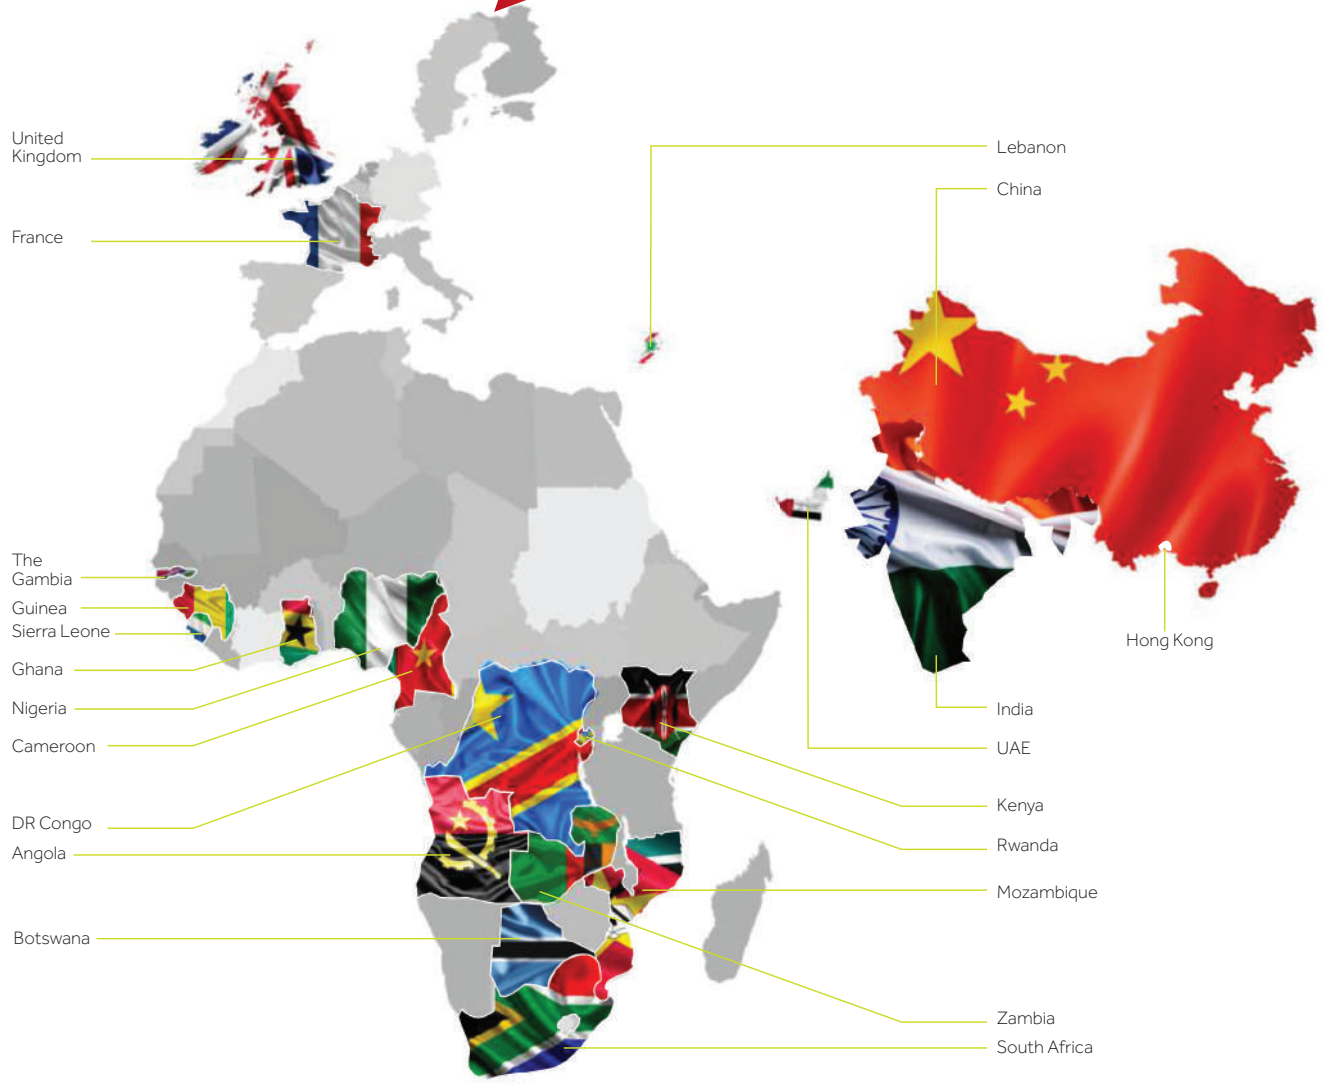 United
Kingdom
France
The
Gambia
Guinea
Sierra Leone
Ghana
Nigeria
Cameroon
DR Congo
Angola
Botswana
Lebanon
China
Hong Kong
India
UAE
Kenya
Rwanda
Mozambique
Zambia
South Africa